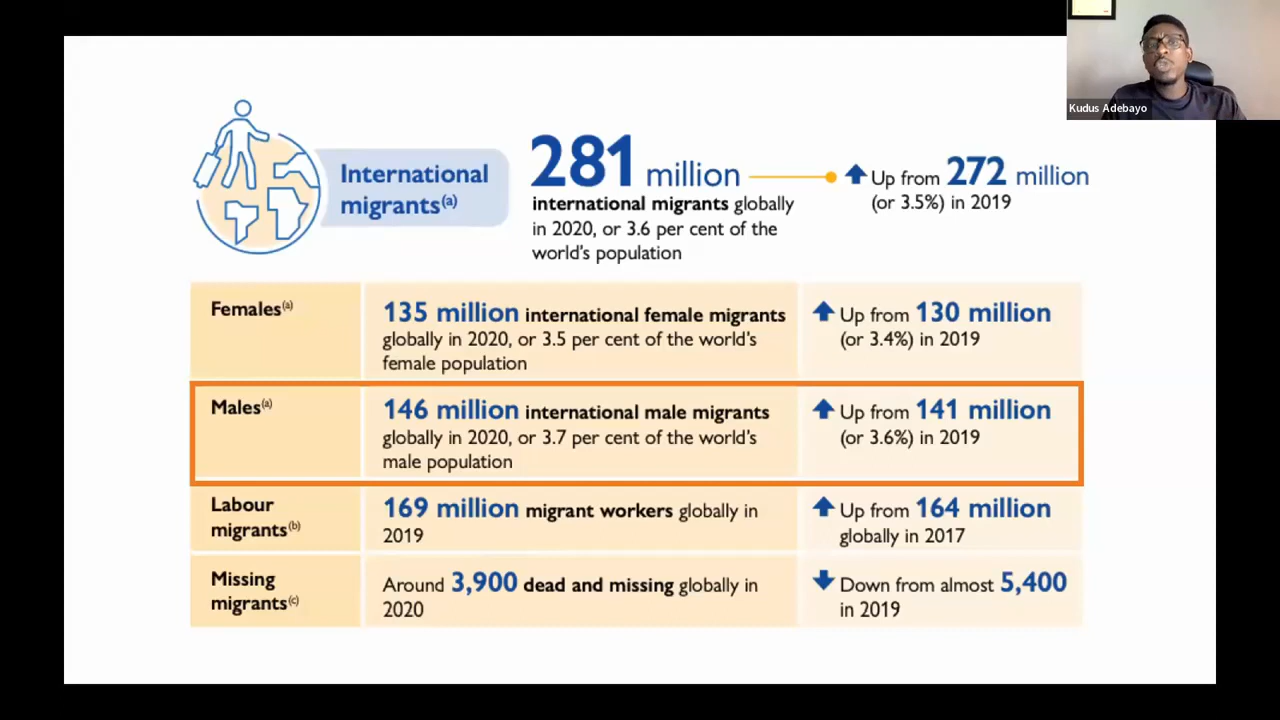 Kudus Adebayo
International
migrants(a)
281 million
international migrants globally
in 2020, or 3.6 per cent of the
world's population
Up from 272 million
(or 3.5%) in 2019
Females(a)
135 million international female migrants
globally in 2020, or 3.5 per cent of the world's
female population
Up from 130 million
(or 3.4%) in 2019
Males(a)
146 million international male migrants
globally in 2020, or 3.7 per cent of the world's
male population
Up from 141 million
(or 3.6%) in 2019
Labour
migrants(b)
169 million migrant workers globally in
2019
Up from 164 million
globally in 2017
Missing
migrants(c)
Around 3,900 dead and missing globally in
2020
Down from almost 5,400
in 2019